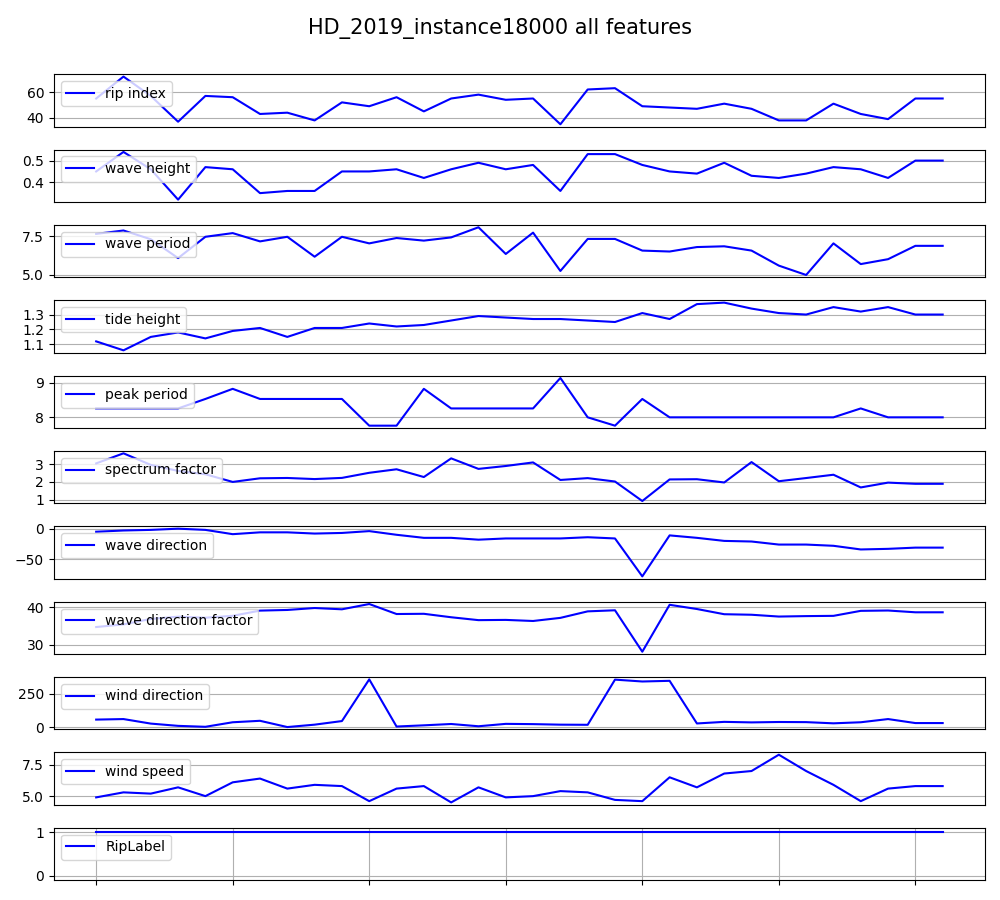 HD_2019_instance18000 all features
60
40
rip index
0.5
0.4
wave height
7.5
5.0
wave period
1.3
1.2
1.1
tide height
9
8
peak period
3
2
1
spectrum factor
0
−50
wave direction
40
30
wave direction factor
250
0
wind direction
7.5
5.0
wind speed
1
0
RipLabel